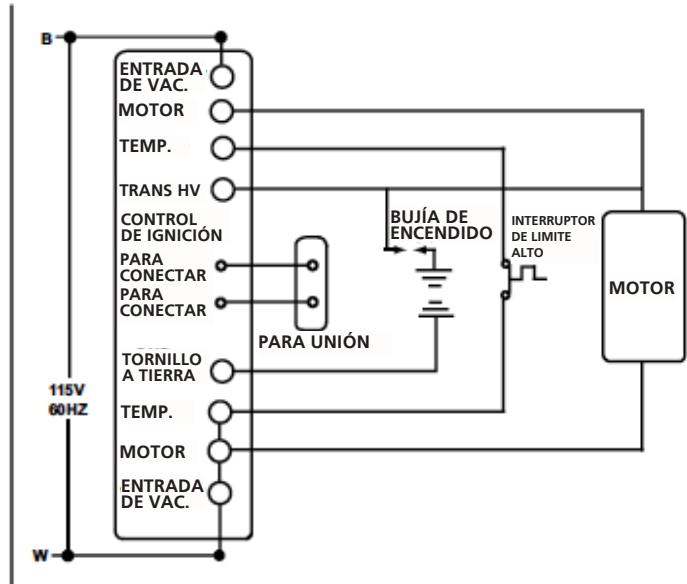 B
ENTRADA
DE VAC.
MOTOR
TEMP.
TRANS HV
CONTROL
DE IGNICIÓN
PARA
CONECTAR
PARA
CONECTAR
PARA UNIÓN
BUJÍA DE
ENCENDIDO
INTERRUPTOR
DE LIMITE
ALTO
MOTOR
TORNILLO
A TIERRA
115V
60HZ
TEMP.
MOTOR
ENTRADA
DE VAC.
W